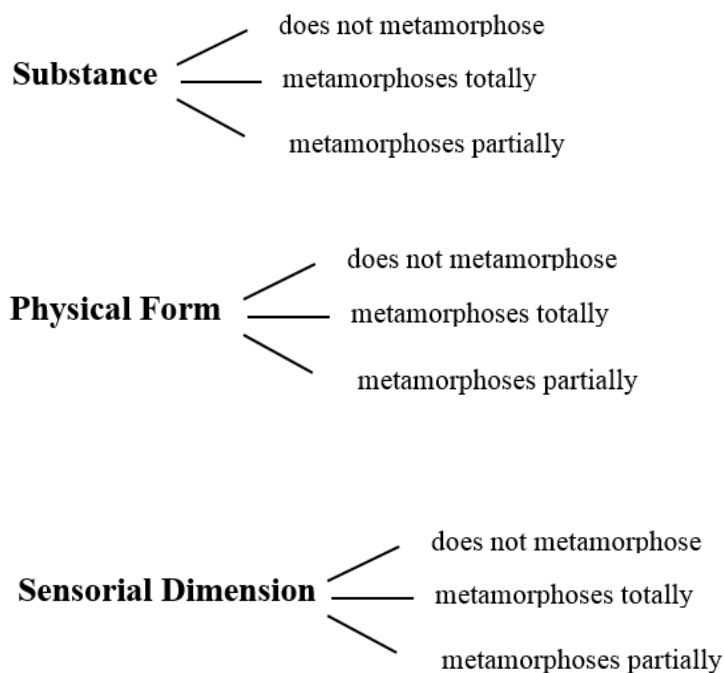 does not metamorphose
Substance
metamorphoses totally
metamorphoses partially
does not metamorphose
Physical Form
metamorphoses totally
metamorphoses partially
does not metamorphose
Sensorial Dimension
metamorphoses totally
metamorphoses partially